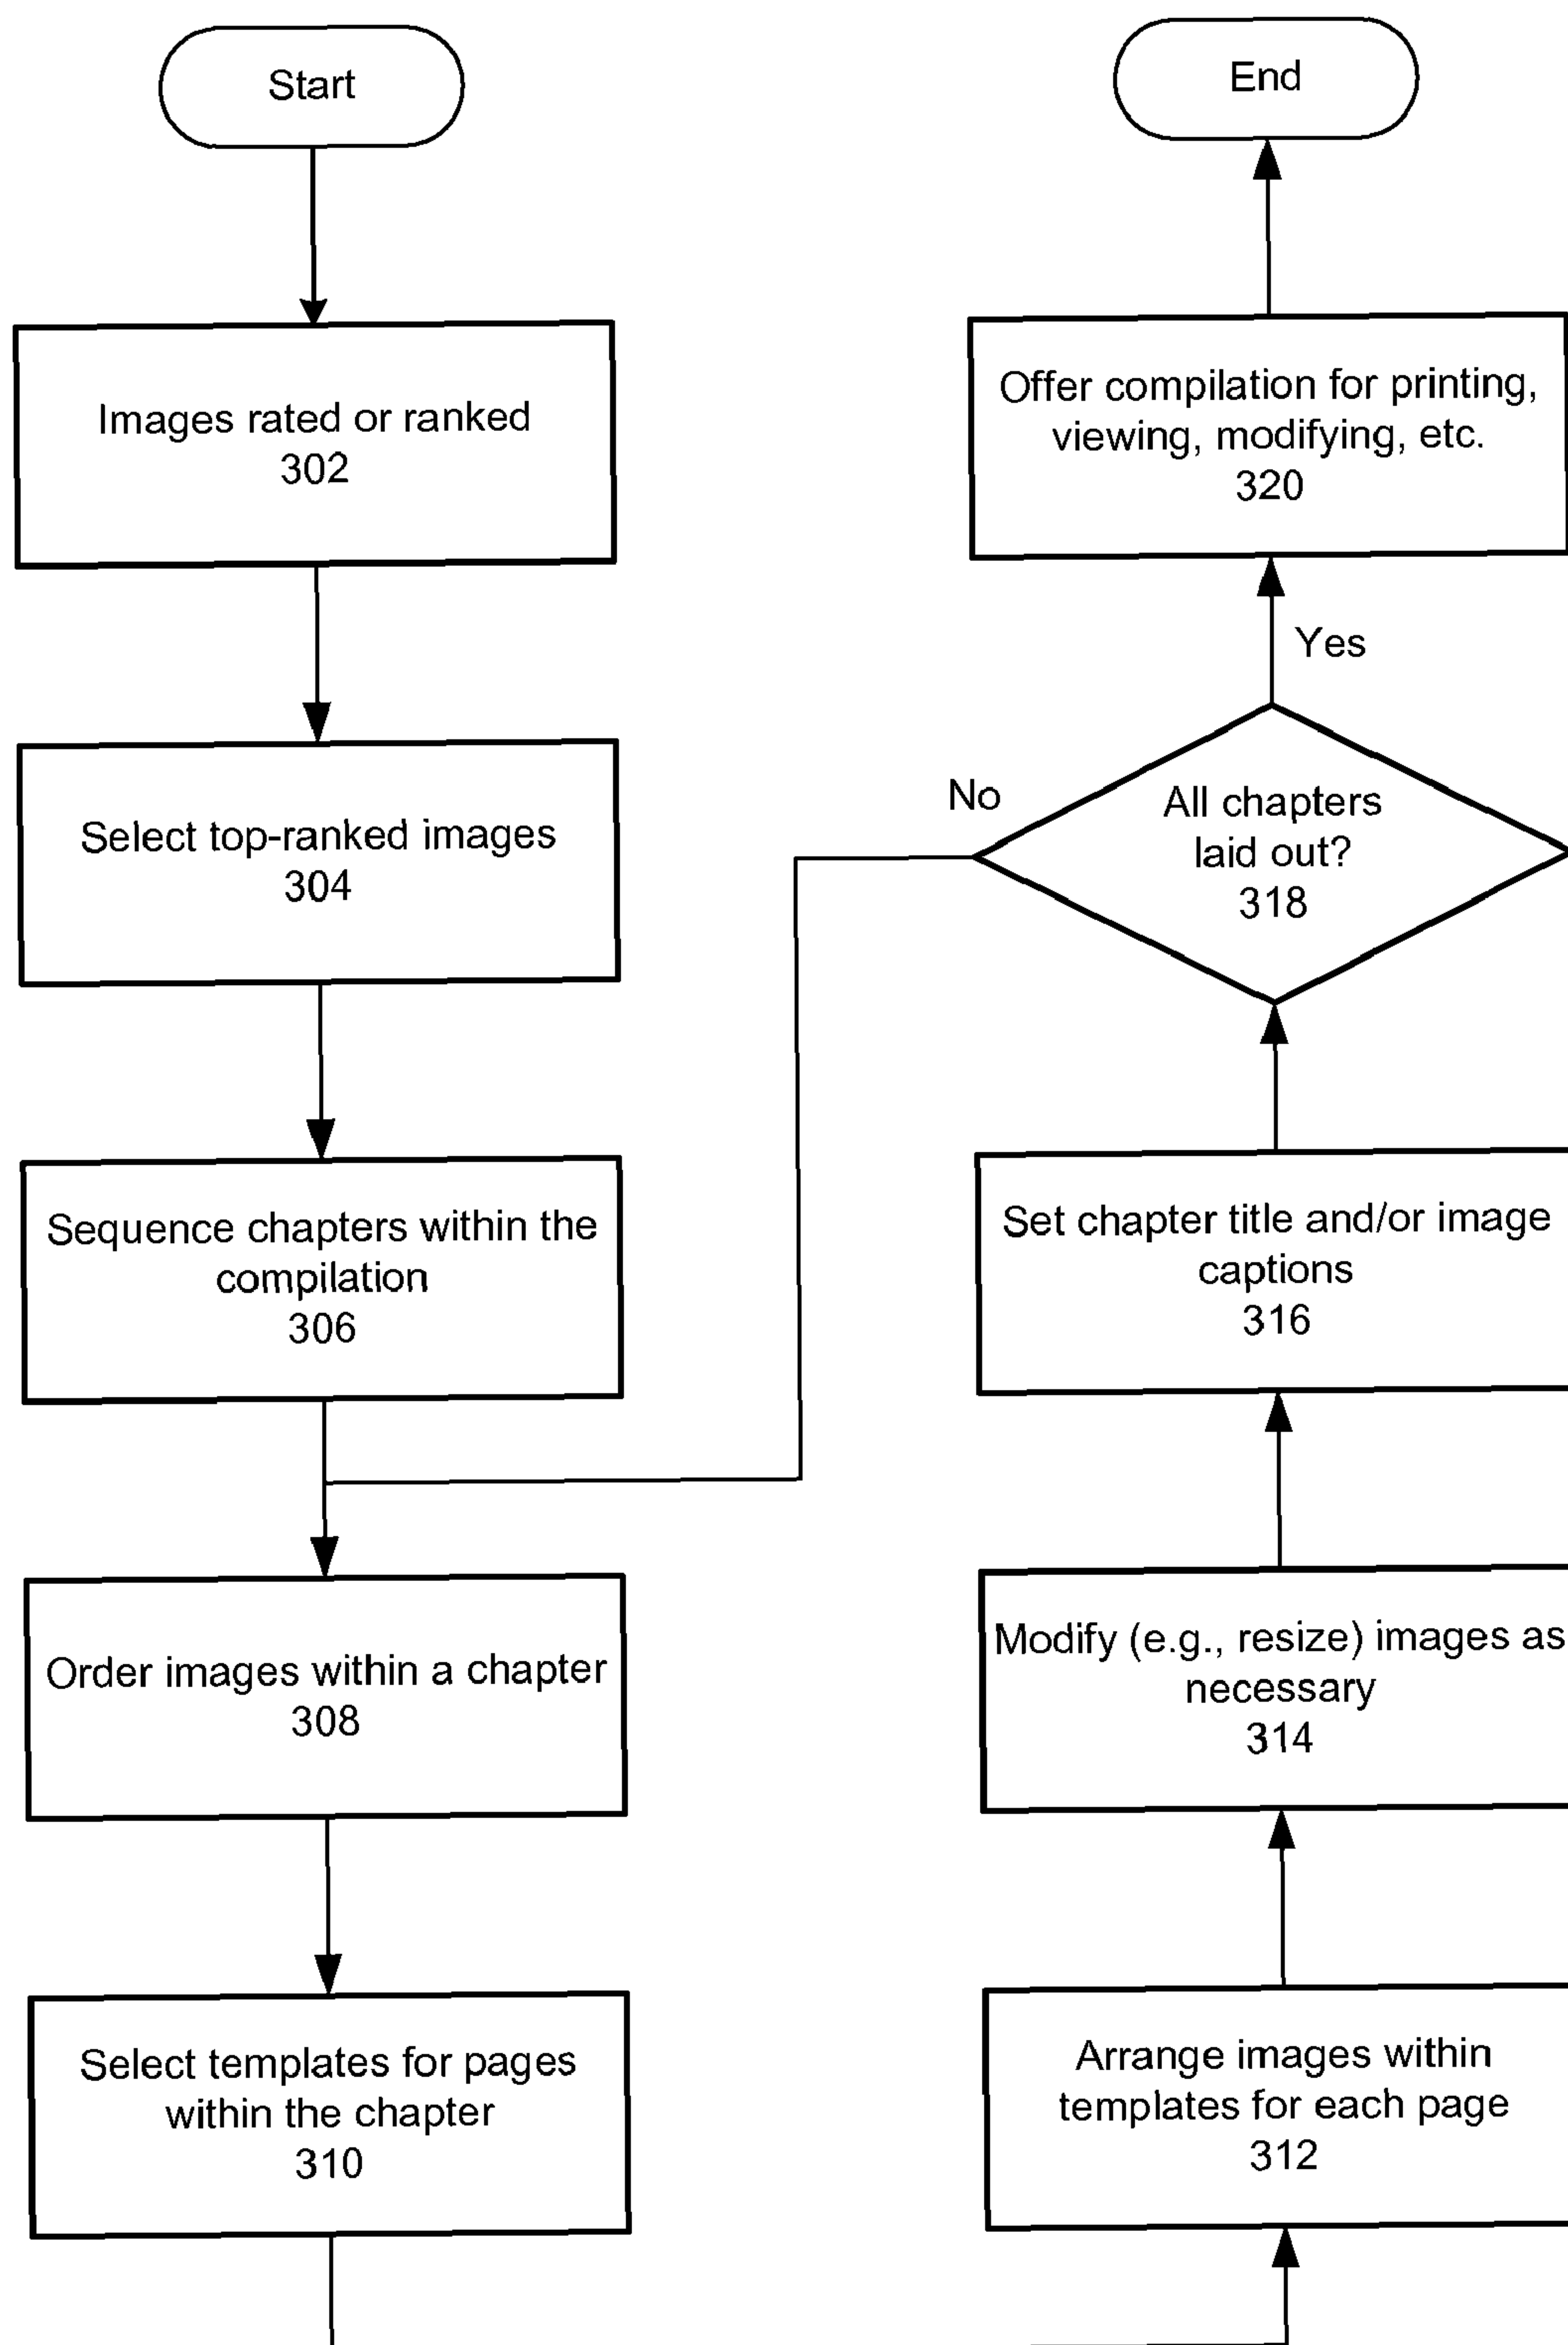 Start
Images rated or ranked
302
Select top-ranked images
304
Sequence chapters within the
compilation
306
Order images within a chapter
308
Select templates for pages
within the chapter
310
End
Offer compilation for printing,
viewing, modifying, etc.
320
Yes
No
All chapters
laid out?
318
Set chapter title and/or image
captions
316
Modify (e.g., resize) images as
necessary
314
Arrange images within
templates for each page
312